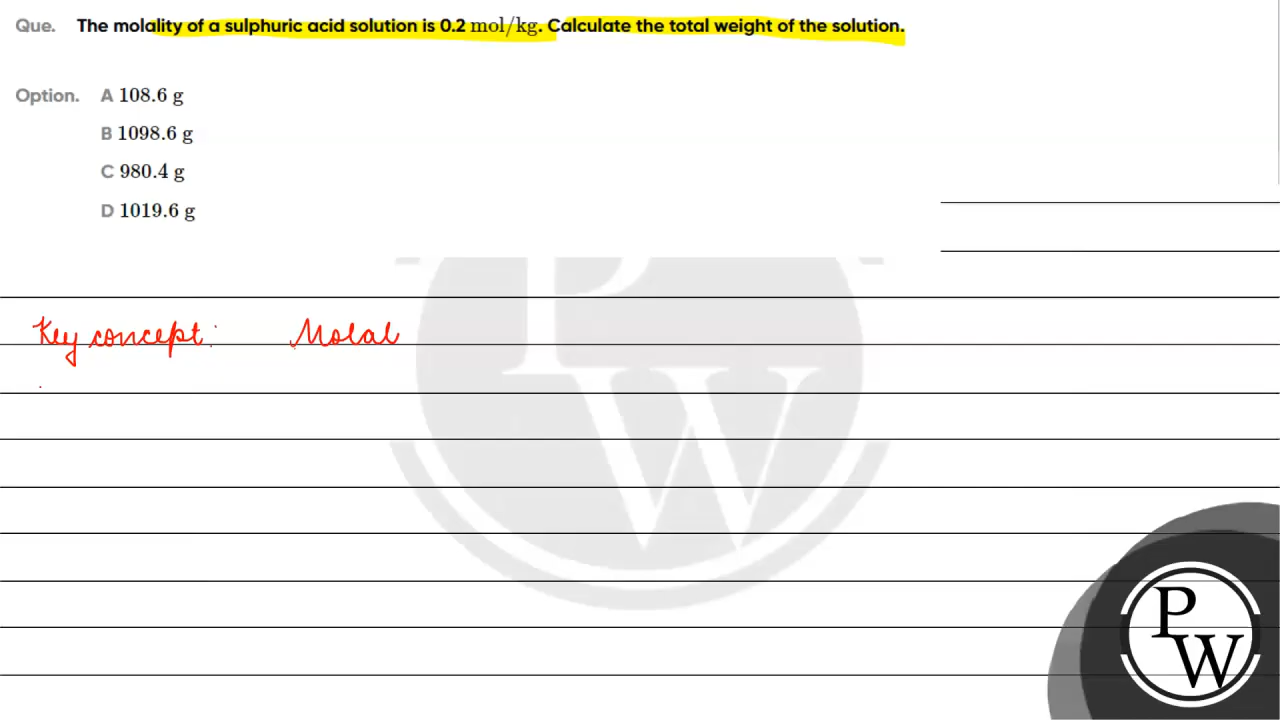 Que. The molality of a sulphuric acid solution is 0.2 mol/kg. Calculate the total weight of the solution.
Option. A 108.6 g
B 1098.6 g
C 980.4 g
D 1019.6 g
Key concept: Molal
PW
PW